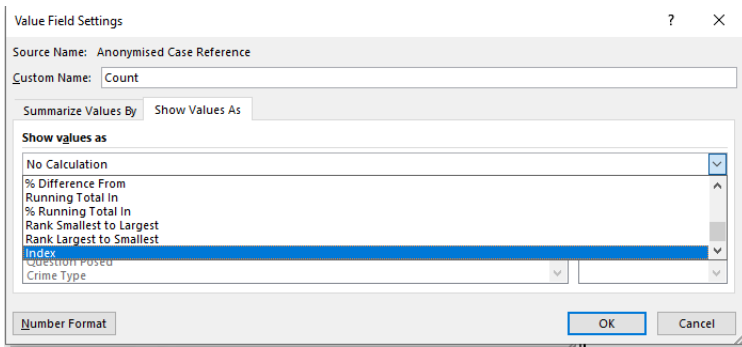 Value Field Settings ? ×
Source Name: Anonymised Case Reference
Custom Name: Count
Summarize Values By Show Values As
Show values as
No Calculation
% Difference From
Running Total In
% Running Total In
Rank Smallest to Largest
Rank Largest to Smallest
Index
Question Posed
Crime Type
Number Format OK Cancel